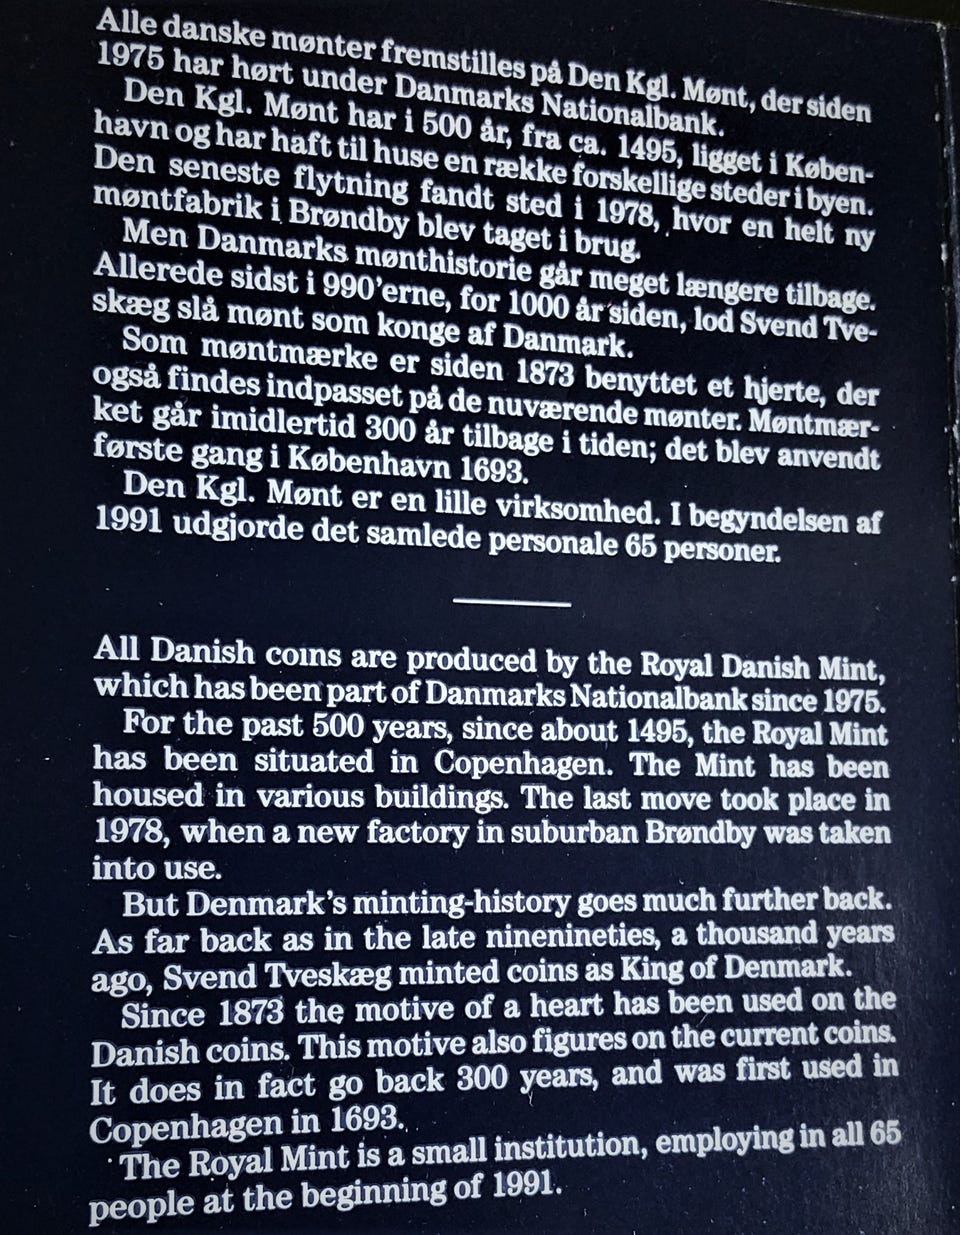 Alle danske mønter fremstilles på Den Kgl. Mønt, der siden
1975 har hørt under Danmarks Nationalbank.
Den Kgl. Mønt har i 500 år, fra ca. 1495, ligget i Køben-
havn og har haft til huse en række forskellige steder i byen.
Den seneste flytning fandt sted i 1978, hvor en helt ny
møntfabrik i Brøndby blev taget i brug.
Men Danmarks mønthistorie går meget længere tilbage.
Allerede sidst i 990'erne, for 1000 år siden, lod Svend Tve-
skæg slå mønt som konge af Danmark.
Som møntmærke er siden 1873 benyttet et hjerte, der
også findes indpasset på de nuværende mønter. Møntmær-
ket går imidlertid 300 år tilbage i tiden; det blev anvendt
første gang i København 1693.
Den Kgl. Mønt er en lille virksomhed. I begyndelsen af
1991 udgjorde det samlede personale 65 personer.
All Danish coins are produced by the Royal Danish Mint,
which has been part of Danmarks Nationalbank since 1975.
For the past 500 years, since about 1495, the Royal Mint
has been situated in Copenhagen. The Mint has been
housed in various buildings. The last move took place in
1978, when a new factory in suburban Brøndby was taken
into use.
But Denmark's minting-history goes much further back.
As far back as in the late ninenineties, a thousand years
ago, Svend Tveskæg minted coins as King of Denmark.
Since 1873 the motive of a heart has been used on the
Danish coins. This motive also figures on the current coins.
It does in fact go back 300 years, and was first used in
Copenhagen in 1693.
The Royal Mint is a small institution, employing in all 65
people at the beginning of 1991.